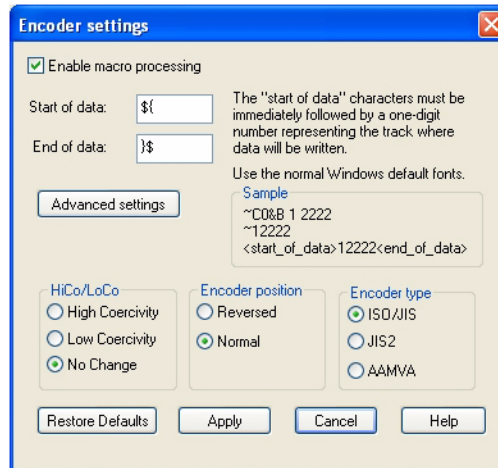 Encoder settings
Enable macro processing
Start of data: ${
End of data: }$
The "start of data" characters must be
immediately followed by a one-digit
number representing the track where
data will be written.
Use the normal Windows default fonts.
Advanced settings
Sample
~C0&B 1 2222
~12222
<start_of_data>12222<end_of_data>
HiCo/LoCo
High Coercivity
Low Coercivity
No Change
Encoder position
Reversed
Normal
Encoder type
ISO/JIS
JIS2
AAMVA
Restore Defaults Apply Cancel Help